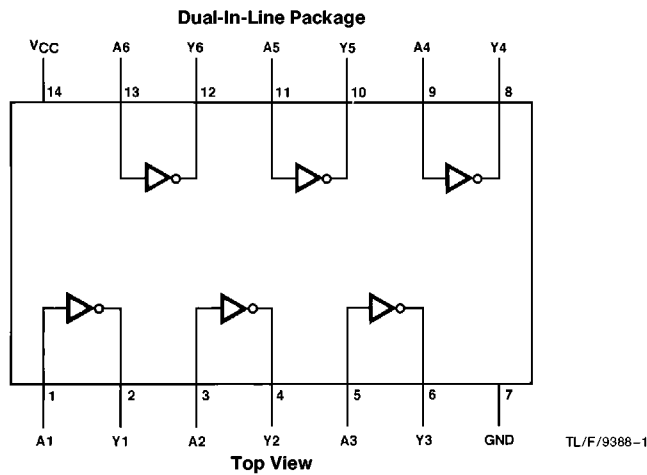 Dual-In-Line Package
VCC A6 Y6 A5 Y5 A4 Y4
14 13 12 11 10 9 8
1 2 3 4 5 6 7
A1 Y1 A2 Y2 A3 Y3 GND
TL/F/9388–1
Top View